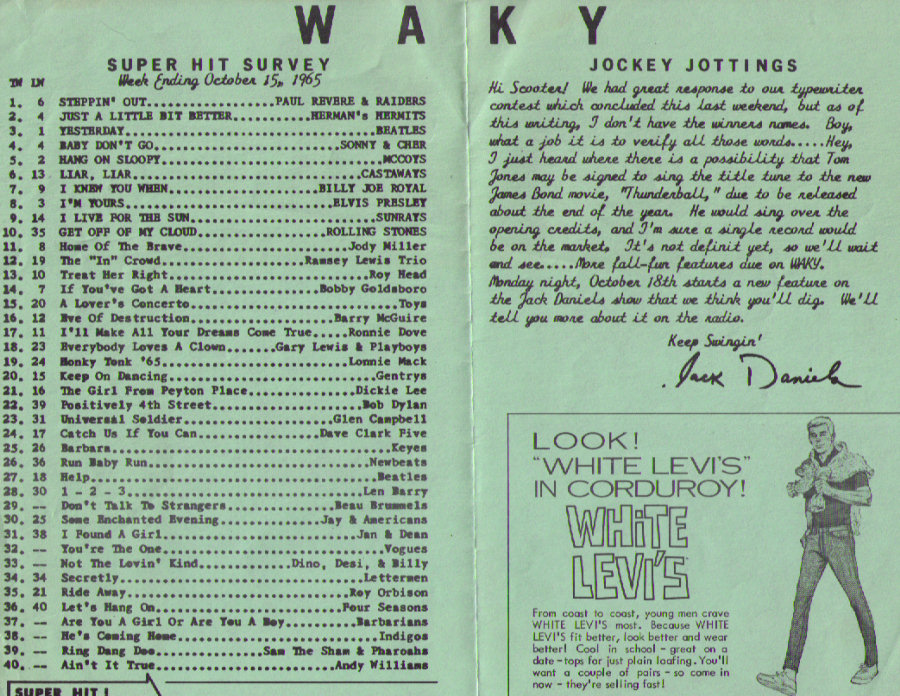 WAKY
SUPER HIT SURVEY
Week Ending October 15, 1965
TW LW
1. 6 STEPPIN' OUT....................PAUL REVERE & RAIDERS
2. 4 JUST A LITTLE BIT BETTER...........HERMAN's HERMITS
3. 1 YESTERDAY................................BEATLES
4. 4 BABY DON'T GO..........................SONNY & CHER
5. 2 HANG ON SLOOPY.............................MCCOYS
6. 13 LIAR, LIAR.............................CASTAWAYS
7. 9 I KNEW YOU WHEN.....................BILLY JOE ROYAL
8. 3 I'M YOURS............................ELVIS PRESLEY
9. 14 I LIVE FOR THE SUN........................SUNRAYS
10. 35 GET OFF OF MY CLOUD..................ROLLING STONES
11. 8 Home Of The Brave.....................Jody Miller
12. 19 The "In" Crowd...................Ramsey Lewis Trio
13. 10 Treat Her Right..........................Roy Head
14. 7 If You've Got A Heart..............Bobby Goldsboro
15. 20 A Lover's Concerto............................Toys
16. 12 Eve Of Destruction...................Barry McGuire
17. 11 I'll Make All Your Dreams Come True.....Ronnie Dove
18. 23 Everybody Loves A Clown.......Gary Lewis & Playboys
19. 24 Honky Tonk '65.........................Lonnie Mack
20. 15 Keep On Dancing............................Gentrys
21. 16 The Girl From Peyton Place..............Dickie Lee
22. 39 Positively 4th Street....................Bob Dylan
23. 31 Universal Soldier....................Glen Campbell
24. 17 Catch Us If You Can................Dave Clark Five
25. 26 Barbara......................................Keyes
26. 36 Run Baby Run..............................Newbeats
27. 18 Help.......................................Beatles
28. 30 1 - 2 - 3................................Len Barry
29. -- Don't Talk To Strangers..............Beau Brummels
30. 25 Some Enchanted Evening.............Jay & Americans
31. 38 I Found A Girl..........................Jan & Dean
32. -- You're The One..............................Vogues
33. -- Not The Lovin' Kind............Dino, Desi, & Billy
34. 34 Secretly.................................Lettermen
35. 21 Ride Away..............................Roy Orbison
36. 40 Let's Hang On.........................Four Seasons
37. -- Are You A Girl Or Are You A Boy.........Barbarians
38. -- He's Coming Home...........................Indigos
39. -- Ring Dang Doo...............Sam The Sham & Pharoahs
40. -- Ain't It True........................Andy Williams
SUPER HIT!
JOCKEY JOTTINGS
Hi Scooter! We had great response to our typewriter
contest which concluded this last weekend, but as of
this writing, I don't have the winners names. Boy,
what a job it is to verify all those words.....Hey,
I just heard where there is a possibility that Tom
Jones may be signed to sing the title tune to the new
James Bond movie, "Thunderball," due to be released
about the end of the year. He would sing over the
opening credits, and I'm sure a single record would
be on the market. It's not definit yet, so we'll wait
and see.....More fall-fun features due on WAKY.
Monday night, October 18th starts a new feature on
the Jack Daniels show that we think you'll dig. We'll
tell you more about it on the radio.
Keep Swingin'
Jack Daniels
LOOK!
"WHITE LEVI'S"
IN CORDUROY!
WHITE
LEVI'S
From coast to coast, young men crave
WHITE LEVI'S most. Because WHITE
LEVI'S fit better, look better and wear
better! Cool in school - great on a
date - tops for just plain loafing. You'll
want a couple of pairs - so come in
now - they're selling fast!